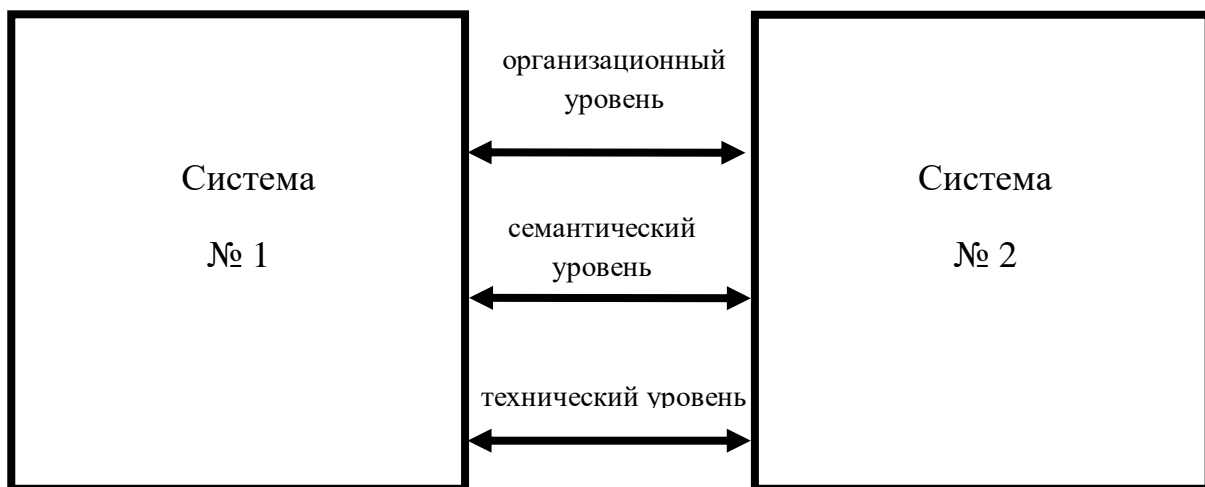 организационный
уровень
Система
№ 1
семантический
уровень
технический уровень
Система
№ 2